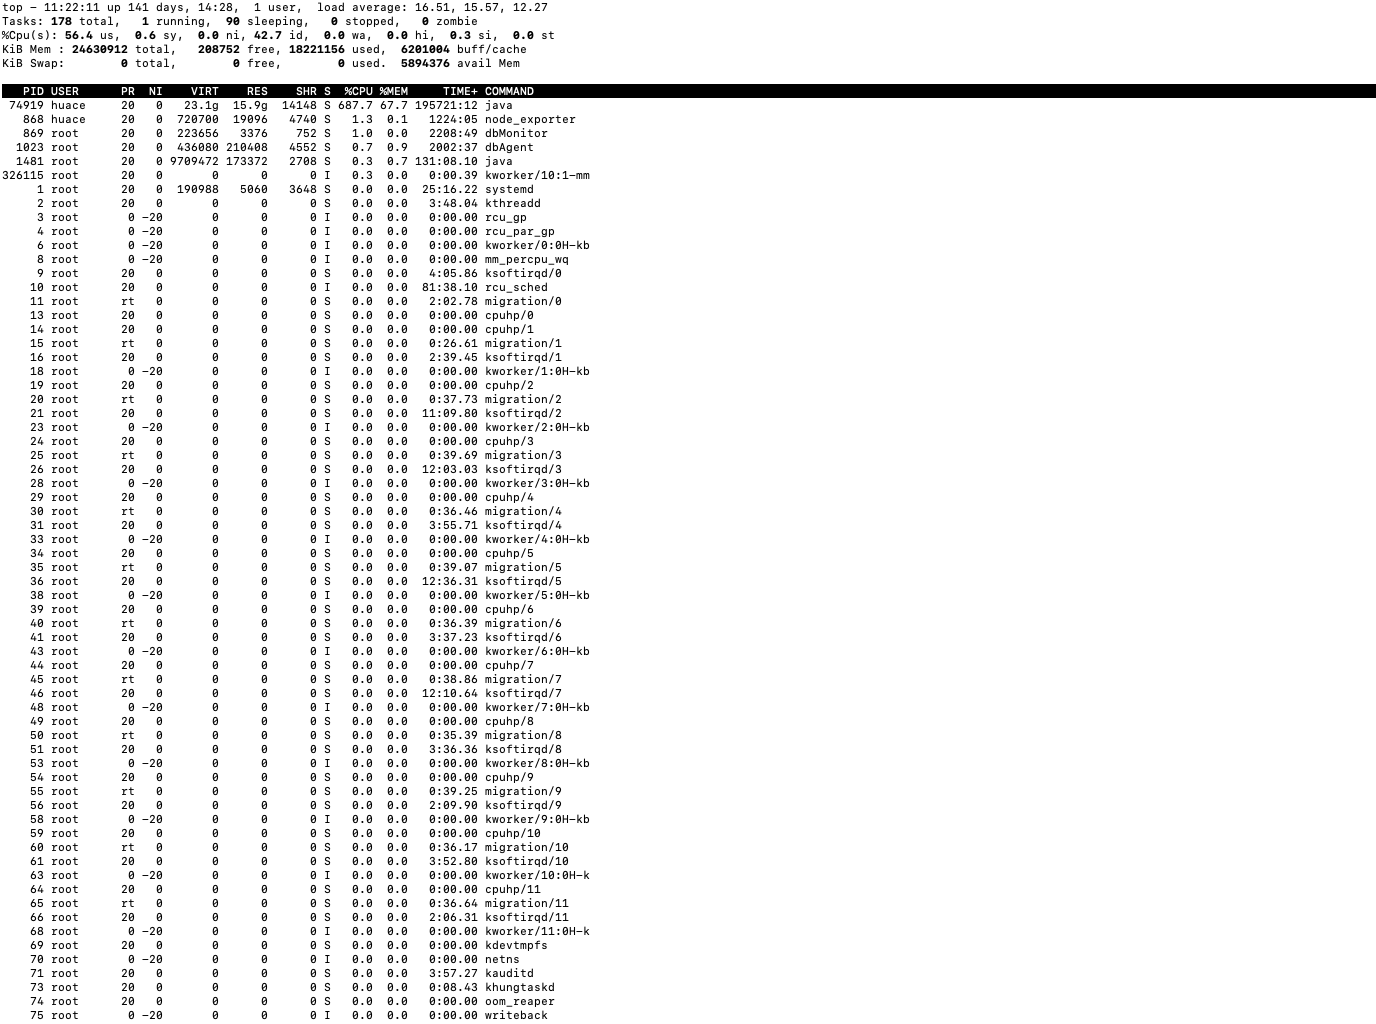 top - 11:22:11 up 141 days, 14:28,  1 user,  load average: 16.51, 15.57, 12.27
Tasks: 178 total,   1 running,  90 sleeping,   0 stopped,   0 zombie
%Cpu(s): 56.4 us,  0.6 sy,  0.0 ni, 42.7 id,  0.0 wa,  0.0 hi,  0.3 si,  0.0 st
KiB Mem : 24630912 total,   208752 free, 18221156 used,  6201004 buff/cache
KiB Swap:        0 total,        0 free,        0 used.  5894376 avail Mem
PID USER      PR  NI    VIRT    RES    SHR S  %CPU %MEM     TIME+ COMMAND
74919 huace     20   0   23.1g  15.9g  14148 S 687.7 67.7 195721:12 java
868 huace     20   0  720700  19096   4740 S   1.3  0.1   1224:05 node_exporter
869 root      20   0  223656   3376    752 S   1.0  0.0   2208:49 dbMonitor
1023 root      20   0  436080 210408   4552 S   0.7  0.9   2002:37 dbAgent
1481 root      20   0 9709472 173372   2708 S   0.3  0.7 131:08.10 java
326115 root      20   0       0      0      0 I   0.3  0.0   0:00.39 kworker/10:1-mm
1 root      20   0  190988   5060   3648 S   0.0  0.0  25:16.22 systemd
2 root      20   0       0      0      0 S   0.0  0.0   3:48.04 kthreadd
3 root       0 -20       0      0      0 I   0.0  0.0   0:00.00 rcu_gp
4 root       0 -20       0      0      0 I   0.0  0.0   0:00.00 rcu_par_gp
6 root       0 -20       0      0      0 I   0.0  0.0   0:00.00 kworker/0:0H-kb
8 root       0 -20       0      0      0 I   0.0  0.0   0:00.00 mm_percpu_wq
9 root      20   0       0      0      0 S   0.0  0.0   4:05.86 ksoftirqd/0
10 root      20   0       0      0      0 I   0.0  0.0  81:38.10 rcu_sched
11 root      rt   0       0      0      0 S   0.0  0.0   2:02.78 migration/0
13 root      20   0       0      0      0 S   0.0  0.0   0:00.00 cpuhp/0
14 root      20   0       0      0      0 S   0.0  0.0   0:00.00 cpuhp/1
15 root      rt   0       0      0      0 S   0.0  0.0   0:26.61 migration/1
16 root      20   0       0      0      0 S   0.0  0.0   2:39.45 ksoftirqd/1
18 root       0 -20       0      0      0 I   0.0  0.0   0:00.00 kworker/1:0H-kb
19 root      20   0       0      0      0 S   0.0  0.0   0:00.00 cpuhp/2
20 root      rt   0       0      0      0 S   0.0  0.0   0:37.73 migration/2
21 root      20   0       0      0      0 S   0.0  0.0  11:09.80 ksoftirqd/2
23 root       0 -20       0      0      0 I   0.0  0.0   0:00.00 kworker/2:0H-kb
24 root      20   0       0      0      0 S   0.0  0.0   0:00.00 cpuhp/3
25 root      rt   0       0      0      0 S   0.0  0.0   0:39.69 migration/3
26 root      20   0       0      0      0 S   0.0  0.0  12:03.03 ksoftirqd/3
28 root       0 -20       0      0      0 I   0.0  0.0   0:00.00 kworker/3:0H-kb
29 root      20   0       0      0      0 S   0.0  0.0   0:00.00 cpuhp/4
30 root      rt   0       0      0      0 S   0.0  0.0   0:36.46 migration/4
31 root      20   0       0      0      0 S   0.0  0.0   3:55.71 ksoftirqd/4
33 root       0 -20       0      0      0 I   0.0  0.0   0:00.00 kworker/4:0H-kb
34 root      20   0       0      0      0 S   0.0  0.0   0:00.00 cpuhp/5
35 root      rt   0       0      0      0 S   0.0  0.0   0:39.07 migration/5
36 root      20   0       0      0      0 S   0.0  0.0  12:36.31 ksoftirqd/5
38 root       0 -20       0      0      0 I   0.0  0.0   0:00.00 kworker/5:0H-kb
39 root      20   0       0      0      0 S   0.0  0.0   0:00.00 cpuhp/6
40 root      rt   0       0      0      0 S   0.0  0.0   0:36.39 migration/6
41 root      20   0       0      0      0 S   0.0  0.0   3:37.23 ksoftirqd/6
43 root       0 -20       0      0      0 I   0.0  0.0   0:00.00 kworker/6:0H-kb
44 root      20   0       0      0      0 S   0.0  0.0   0:00.00 cpuhp/7
45 root      rt   0       0      0      0 S   0.0  0.0   0:38.86 migration/7
46 root      20   0       0      0      0 S   0.0  0.0  12:10.64 ksoftirqd/7
48 root       0 -20       0      0      0 I   0.0  0.0   0:00.00 kworker/7:0H-kb
49 root      20   0       0      0      0 S   0.0  0.0   0:00.00 cpuhp/8
50 root      rt   0       0      0      0 S   0.0  0.0   0:35.39 migration/8
51 root      20   0       0      0      0 S   0.0  0.0   3:36.36 ksoftirqd/8
53 root       0 -20       0      0      0 I   0.0  0.0   0:00.00 kworker/8:0H-kb
54 root      20   0       0      0      0 S   0.0  0.0   0:00.00 cpuhp/9
55 root      rt   0       0      0      0 S   0.0  0.0   0:39.25 migration/9
56 root      20   0       0      0      0 S   0.0  0.0   2:09.90 ksoftirqd/9
58 root       0 -20       0      0      0 I   0.0  0.0   0:00.00 kworker/9:0H-kb
59 root      20   0       0      0      0 S   0.0  0.0   0:00.00 cpuhp/10
60 root      rt   0       0      0      0 S   0.0  0.0   0:36.17 migration/10
61 root      20   0       0      0      0 S   0.0  0.0   3:52.80 ksoftirqd/10
63 root       0 -20       0      0      0 I   0.0  0.0   0:00.00 kworker/10:0H-k
64 root      20   0       0      0      0 S   0.0  0.0   0:00.00 cpuhp/11
65 root      rt   0       0      0      0 S   0.0  0.0   0:36.64 migration/11
66 root      20   0       0      0      0 S   0.0  0.0   2:06.31 ksoftirqd/11
68 root       0 -20       0      0      0 I   0.0  0.0   0:00.00 kworker/11:0H-k
69 root      20   0       0      0      0 S   0.0  0.0   0:00.00 kdevtmpfs
70 root       0 -20       0      0      0 I   0.0  0.0   0:00.00 netns
71 root      20   0       0      0      0 S   0.0  0.0   3:57.27 kauditd
73 root      20   0       0      0      0 S   0.0  0.0   0:08.43 khungtaskd
74 root      20   0       0      0      0 S   0.0  0.0   0:00.00 oom_reaper
75 root       0 -20       0      0      0 I   0.0  0.0   0:00.00 writeback